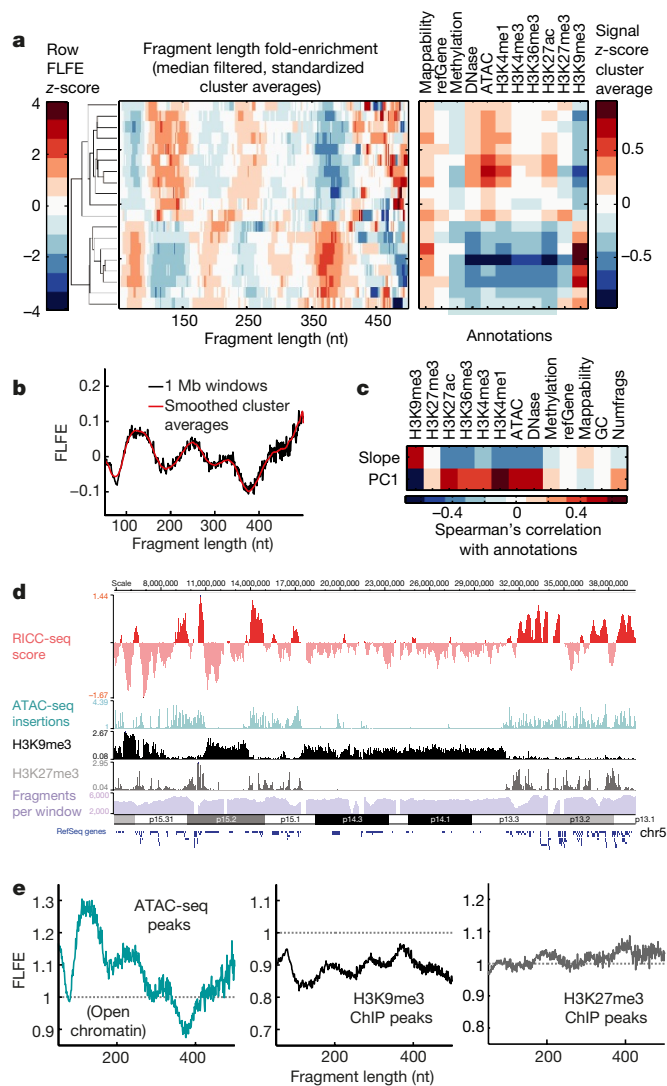 a
Row
FLFE
z-score
Fragment length fold-enrichment
(median filtered, standardized
cluster averages)
Mappability
refGene
Methylation
DNase
ATAC
H3K4me1
H3K4me3
H3K36me3
H3K27ac
H3K27me3
H3K9me3
Signal
z-score
cluster
average
4
2
0
−2
−4
0.5
0
−0.5
150 250 350 450
Fragment length (nt)
Annotations
b
0.2
0.1
0
−0.1
FLFE
1 Mb windows
Smoothed cluster
averages
100 200 300 400
Fragment length (nt)
c
H3K9me3
H3K27me3
H3K27ac
H3K36me3
H3K4me3
H3K4me1
ATAC
DNase
Methylation
refGene
Mappability
GC
Numfrags
Slope
PC1
−0.4 0 0.4
Spearman's correlation
with annotations
d
Scale 8,000,000 11,000,000 14,000,000 17,000,000 20,000,000 23,000,000 26,000,000 29,000,000 32,000,000 35,000,000 38,000,000
1.44
RICC-seq
score
−1.67
ATAC-seq
insertions
4.39
H3K9me3
2.67
0.08
H3K27me3
2.95
0.04
Fragments
per window
6,000
2,000
p15.31 p15.2 p15.1 p14.3 p14.1 p13.3 p13.2 p13.1
RefSeq genes
chr5
e
FLFE
1.3
1.2
1.1
1
0.9
ATAC-seq
peaks
(Open
chromatin)
200 400
1.1
1
0.9
0.8
0.7
H3K9me3
ChIP peaks
200 400
1.2
1.1
1
0.9
0.8
H3K27me3
ChIP peaks
200 400
Fragment length (nt)